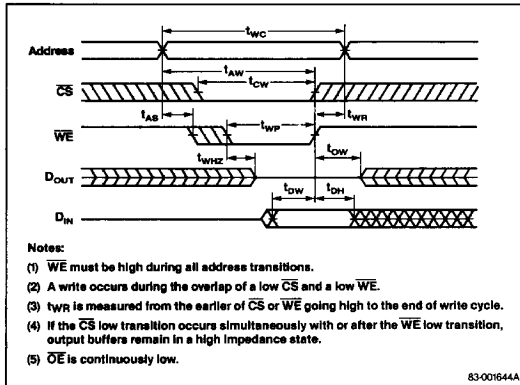 tWC
Address
tAW
tCW
CS
tAS
tWP
tWR
WE
tWHZ
tOW
DOUT
tDW
tDH
DIN
Notes:
(1) WE must be high during all address transitions.
(2) A write occurs during the overlap of a low CS and a low WE.
(3) tWR is measured from the earlier of CS or WE going high to the end of write cycle.
(4) If the CS low transition occurs simultaneously with or after the WE low transition,
output buffers remain in a high impedance state.
(5) OE is continuously low.
83-001644A